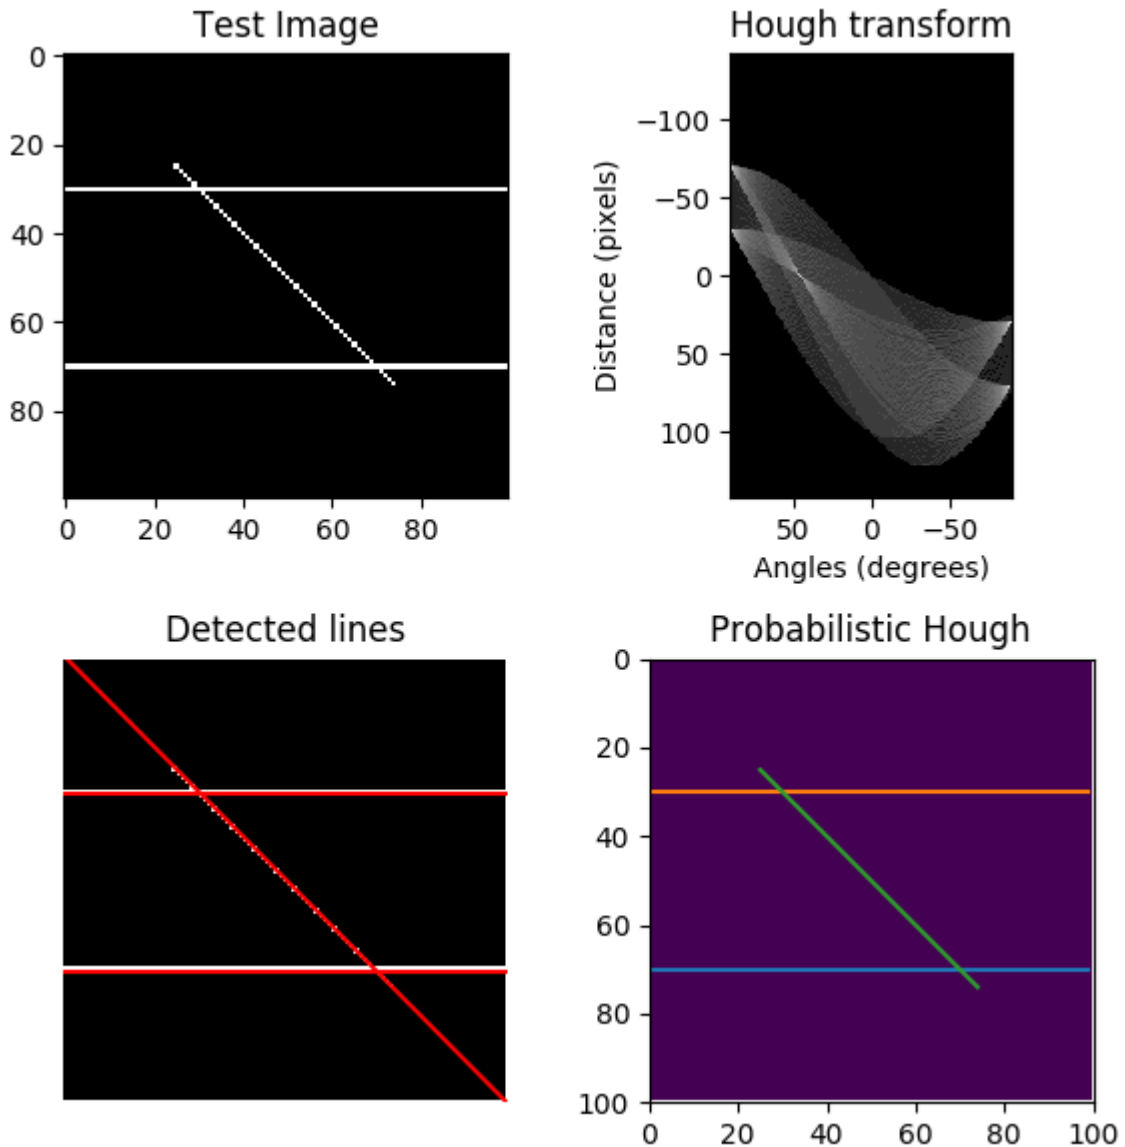 Test Image
0
20
40
60
80
0 20 40 60 80
Hough transform
Distance (pixels)
−100
−50
0
50
100
50 0 −50
Angles (degrees)
Detected lines
Probabilistic Hough
0
20
40
60
80
100
0 20 40 60 80 100